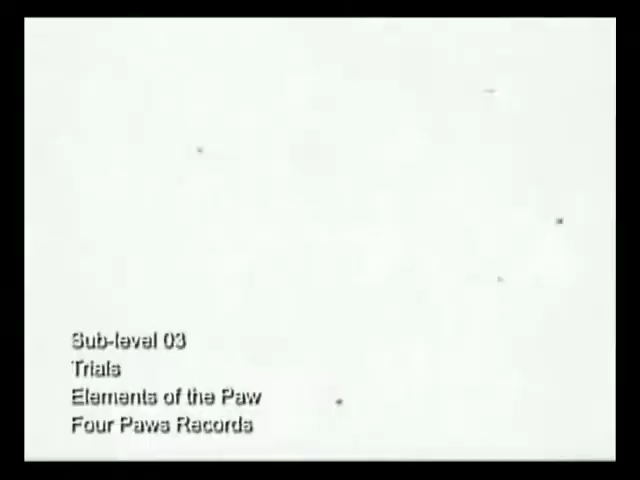 Sub-level 03
Trials
Elements of the Paw
Four Paws Records